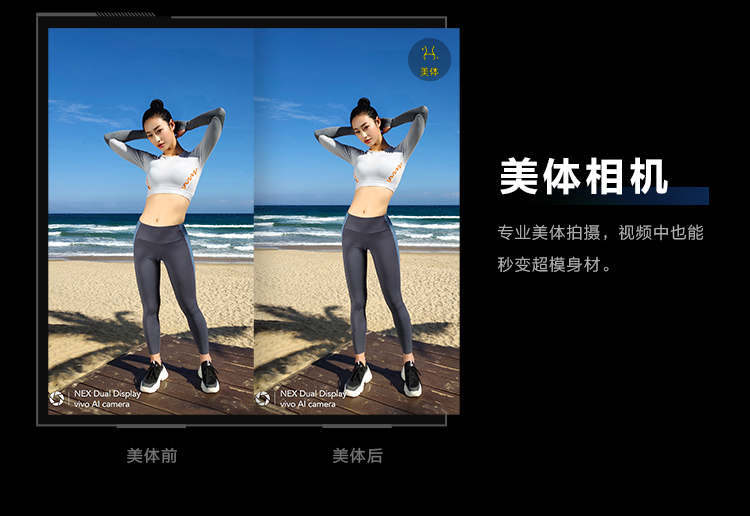 美体
美体相机
专业美体拍摄，视频中也能
秒变超模身材。
NEX Dual Display
vivo AI camera
NEX Dual Display
vivo AI camera
美体前
美体后